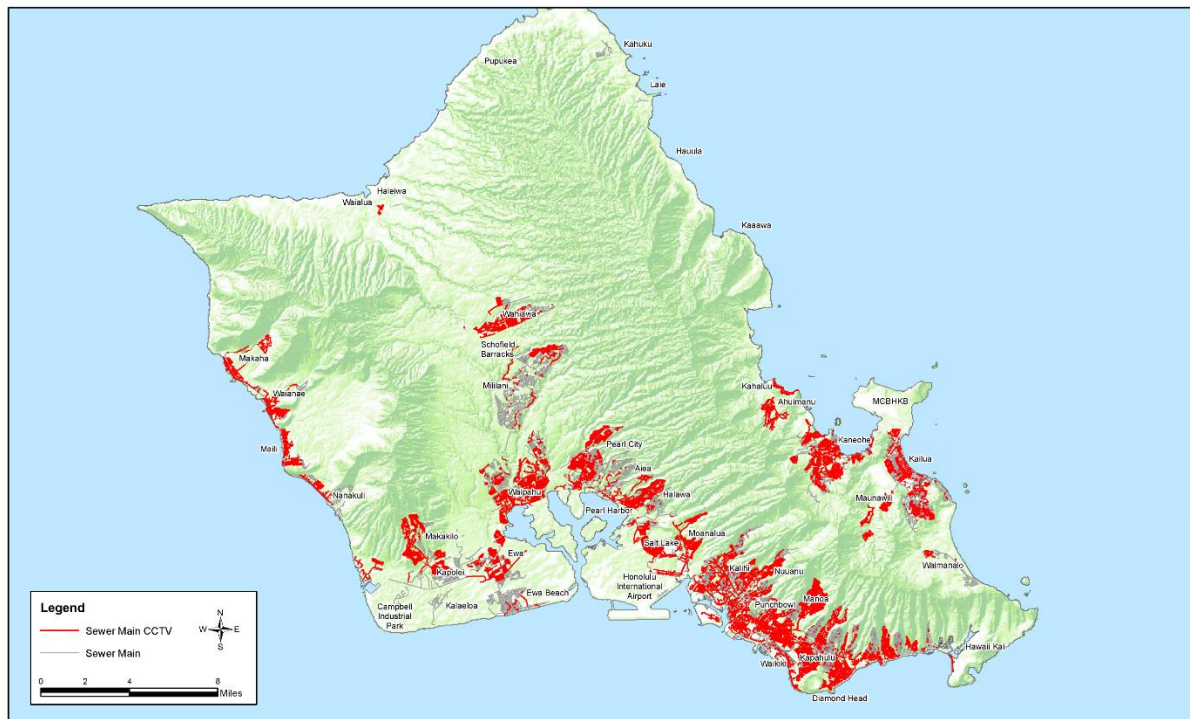 Kahuku
Pupukea
Laie
Hauula
Haleiwa
Waialua
Kaaawa
Wahiawa
Schofield
Barracks
Makaha
Mililani
Waianae
Kahaluu
Ahuimanu
MCBHKB
Kaneohe
Pearl City
Kailua
Maili
Aiea
Waipahu
Halawa
Nanakuli
Maunawili
Pearl Harbor
Moanalua
Makakilo
Salt Lake
Ewa
Kalihi
Nuuanu
Waimanalo
Kapolei
Honolulu
International
Airport
Ewa Beach
Manoa
Punchbowl
Campbell
Industrial
Park
Kalaeloa
Hawaii Kai
Waikiki
Kapahulu
Diamond Head
Legend
N
W E
S
Sewer Main CCTV
Sewer Main
0 2 4 8
Miles